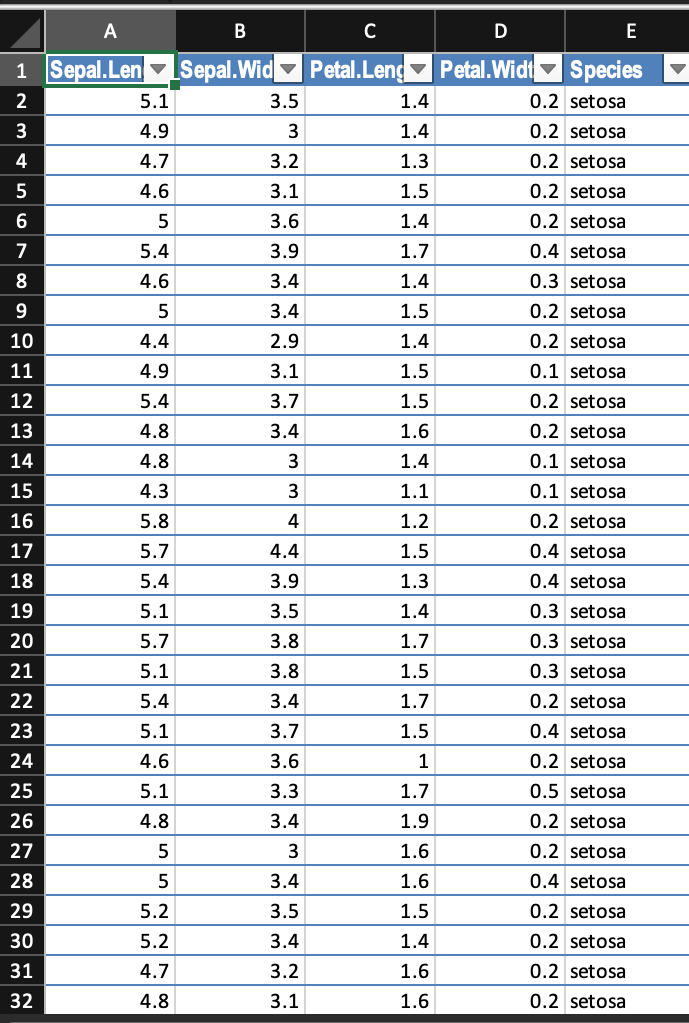 A B C D E
1 Sepal.Len Sepal.Wid Petal.Leng Petal.Widt Species
2 5.1 3.5 1.4 0.2 setosa
3 4.9 3 1.4 0.2 setosa
4 4.7 3.2 1.3 0.2 setosa
5 4.6 3.1 1.5 0.2 setosa
6 5 3.6 1.4 0.2 setosa
7 5.4 3.9 1.7 0.4 setosa
8 4.6 3.4 1.4 0.3 setosa
9 5 3.4 1.5 0.2 setosa
10 4.4 2.9 1.4 0.2 setosa
11 4.9 3.1 1.5 0.1 setosa
12 5.4 3.7 1.5 0.2 setosa
13 4.8 3.4 1.6 0.2 setosa
14 4.8 3 1.4 0.1 setosa
15 4.3 3 1.1 0.1 setosa
16 5.8 4 1.2 0.2 setosa
17 5.7 4.4 1.5 0.4 setosa
18 5.4 3.9 1.3 0.4 setosa
19 5.1 3.5 1.4 0.3 setosa
20 5.7 3.8 1.7 0.3 setosa
21 5.1 3.8 1.5 0.3 setosa
22 5.4 3.4 1.7 0.2 setosa
23 5.1 3.7 1.5 0.4 setosa
24 4.6 3.6 1 0.2 setosa
25 5.1 3.3 1.7 0.5 setosa
26 4.8 3.4 1.9 0.2 setosa
27 5 3 1.6 0.2 setosa
28 5 3.4 1.6 0.4 setosa
29 5.2 3.5 1.5 0.2 setosa
30 5.2 3.4 1.4 0.2 setosa
31 4.7 3.2 1.6 0.2 setosa
32 4.8 3.1 1.6 0.2 setosa